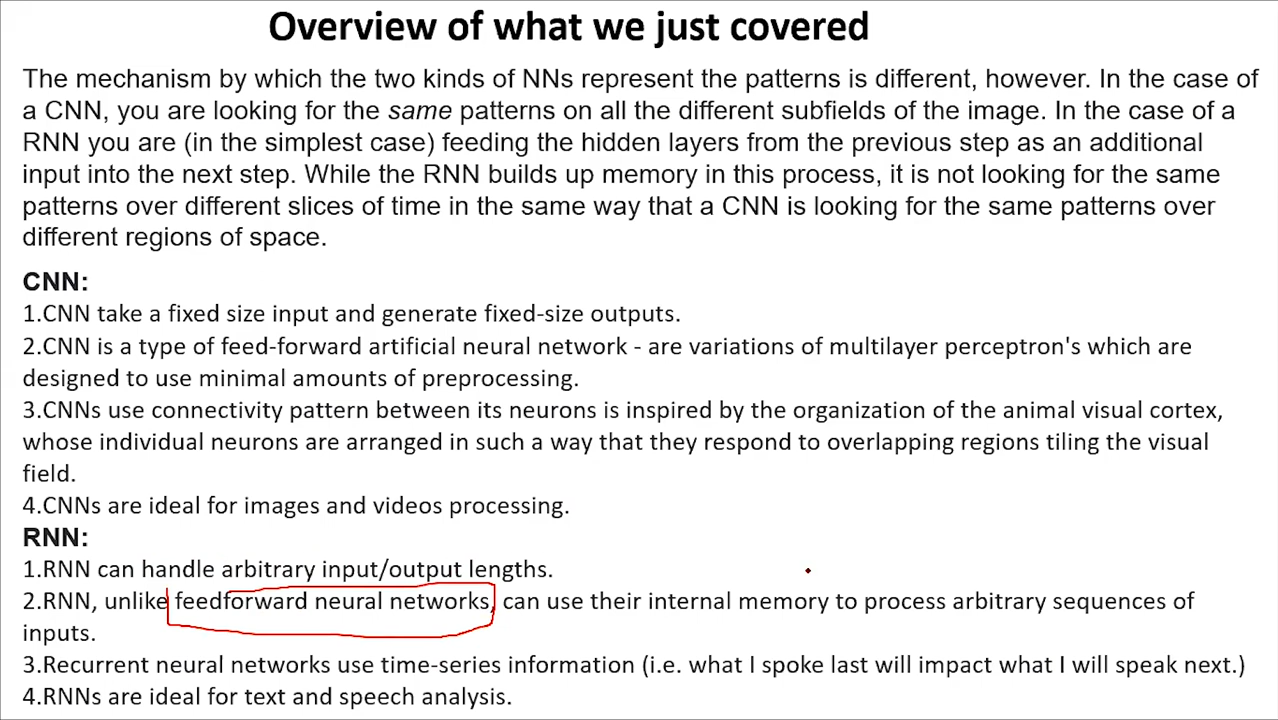 Overview of what we just covered
The mechanism by which the two kinds of NNs represent the patterns is different, however. In the case of
a CNN, you are looking for the same patterns on all the different subfields of the image. In the case of a
RNN you are (in the simplest case) feeding the hidden layers from the previous step as an additional
input into the next step. While the RNN builds up memory in this process, it is not looking for the same
patterns over different slices of time in the same way that a CNN is looking for the same patterns over
different regions of space.
CNN:
1.CNN take a fixed size input and generate fixed-size outputs.
2.CNN is a type of feed-forward artificial neural network - are variations of multilayer perceptron's which are
designed to use minimal amounts of preprocessing.
3.CNNs use connectivity pattern between its neurons is inspired by the organization of the animal visual cortex,
whose individual neurons are arranged in such a way that they respond to overlapping regions tiling the visual
field.
4.CNNs are ideal for images and videos processing.
RNN:
1.RNN can handle arbitrary input/output lengths.
2.RNN, unlike feedforward neural networks, can use their internal memory to process arbitrary sequences of
inputs.
3.Recurrent neural networks use time-series information (i.e. what I spoke last will impact what I will speak next.)
4.RNNs are ideal for text and speech analysis.